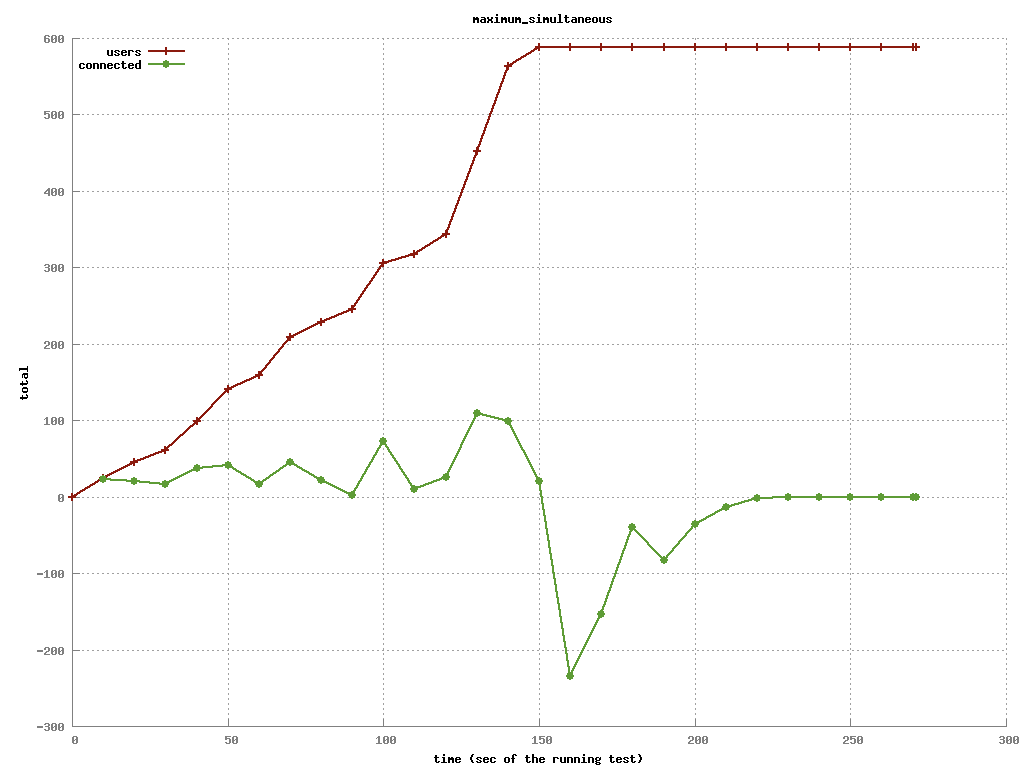 maximum_simultaneous
users
connected
600
500
400
300
200
100
0
-100
-200
-300
total
0 50 100 150 200 250 300
time (sec of the running test)